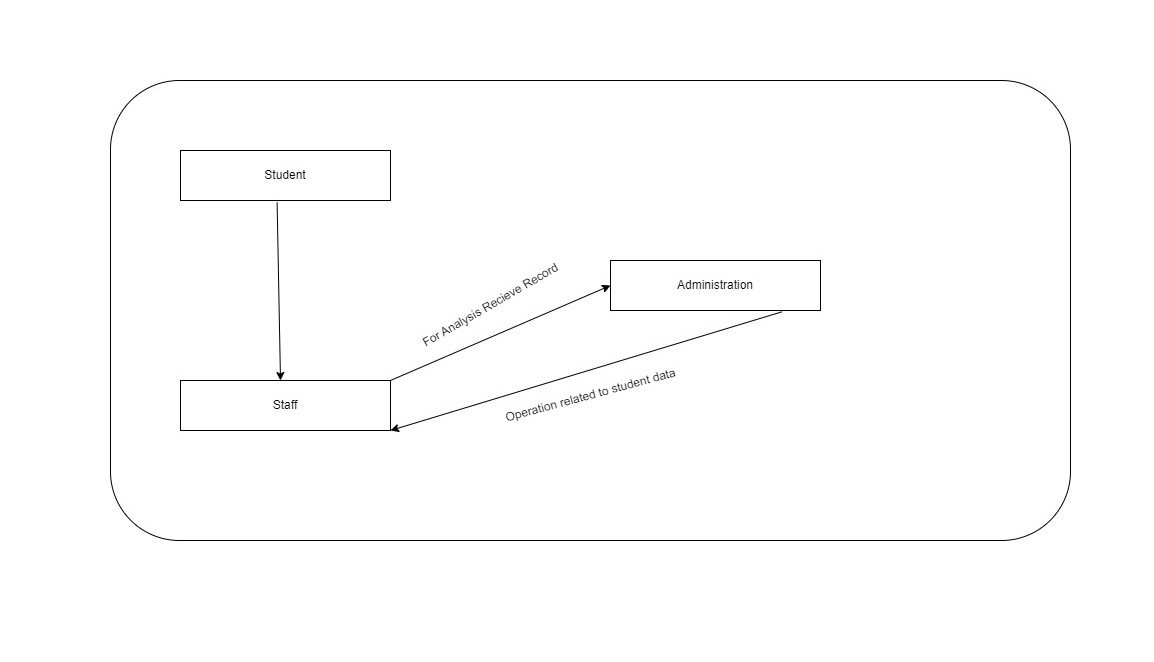 Student
Administration
For Analysis Recieve Record
Staff
Operation related to student data